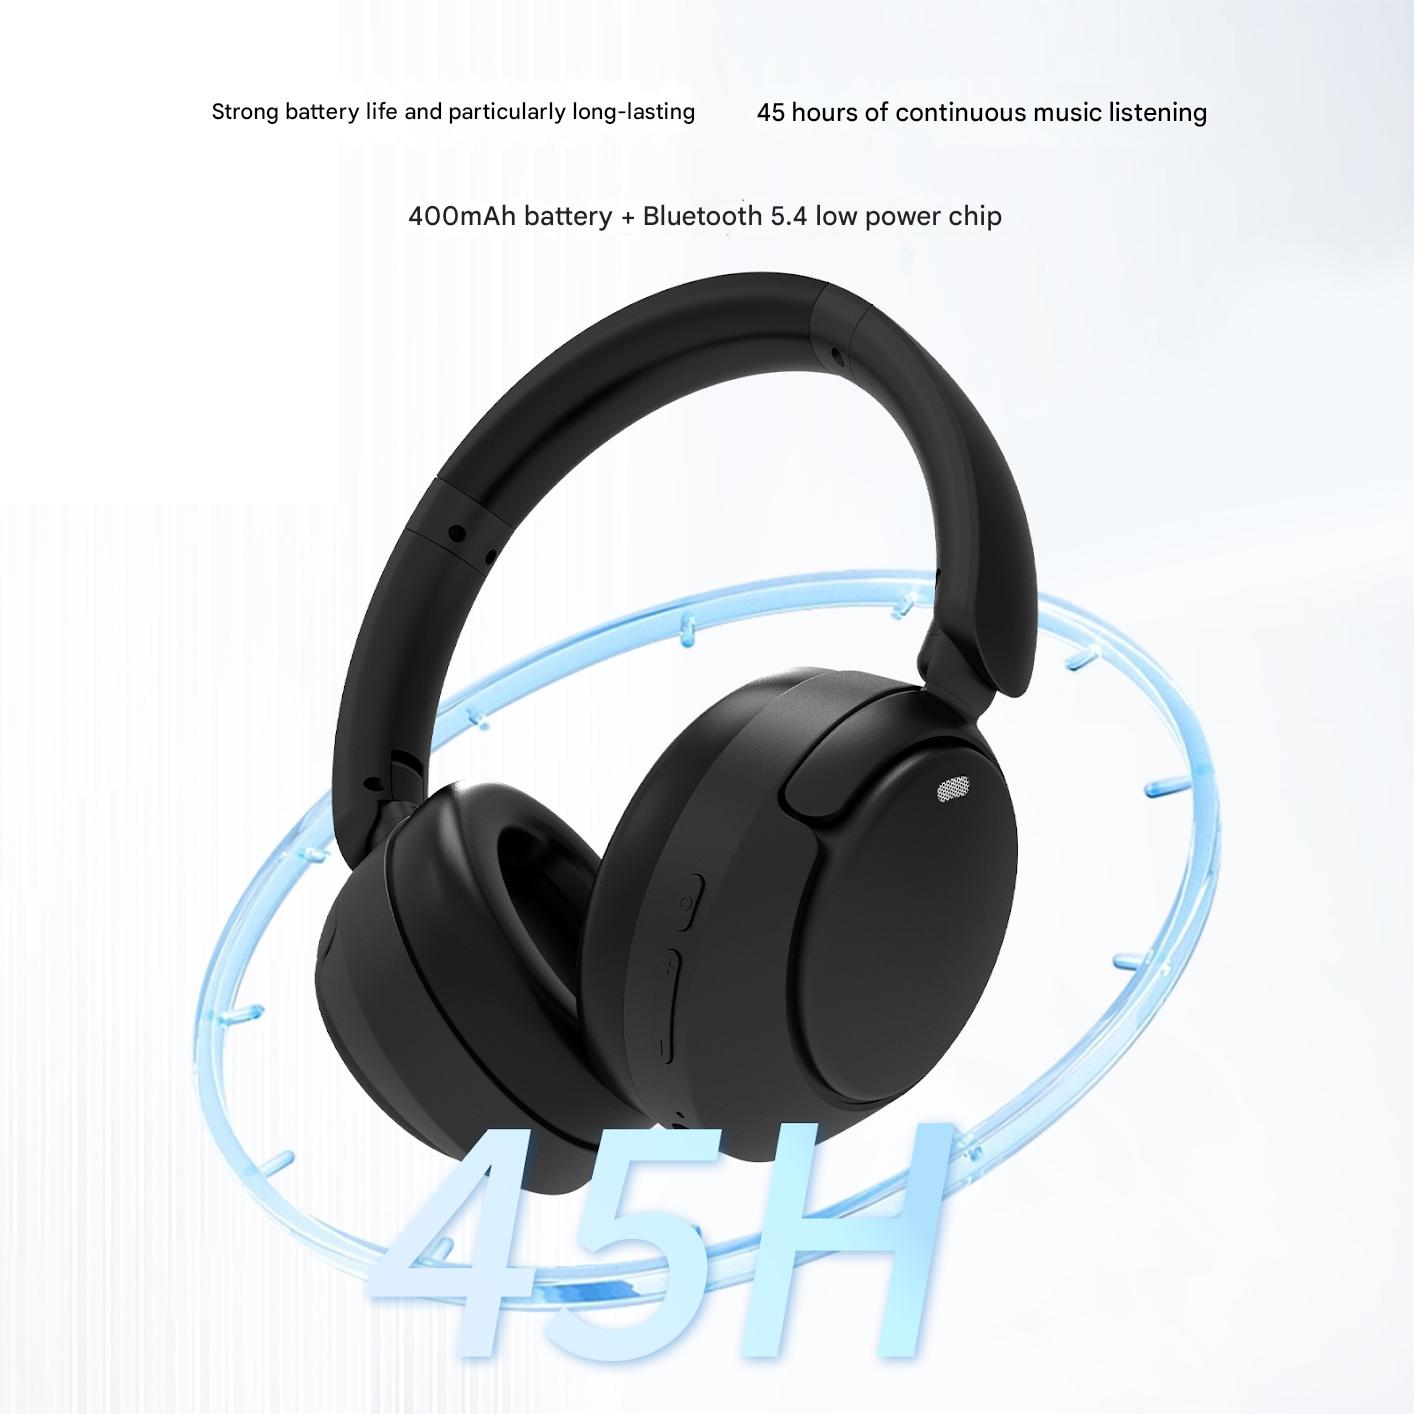 Strong battery life and particularly long-lasting 45 hours of continuous music listening
400mAh battery + Bluetooth 5.4 low power chip
+
-
45H